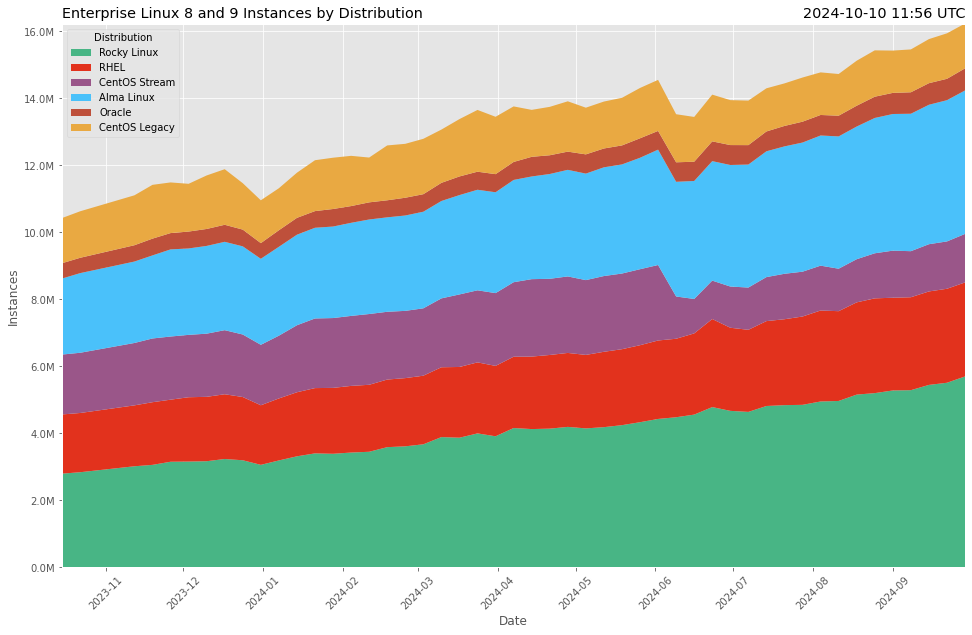 Enterprise Linux 8 and 9 Instances by Distribution
2024-10-10 11:56 UTC
Distribution
Rocky Linux
RHEL
CentOS Stream
Alma Linux
Oracle
CentOS Legacy
Instances
16.0M
14.0M
12.0M
10.0M
8.0M
6.0M
4.0M
2.0M
0.0M
2023-11
2023-12
2024-01
2024-02
2024-03
2024-04
2024-05
2024-06
2024-07
2024-08
2024-09
Date